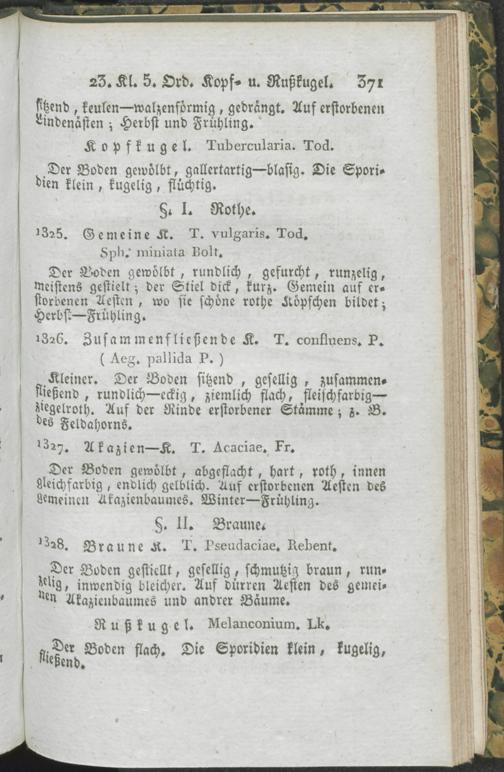 23. Kl. 5. Ord. Kopf- u. Nußkugel. 371
sitzend, keulen—walzenförmig, gedrängt. Auf erstorbenen
Lindenästen; Herbst und Frühling.
Kopfkugel. Tubercularia. Tod.
Der Boden gewölbt, gallertartig—blasig. Die Spori-
dien klein, kugelig, flüchtig.
§. I. Rothe.
1325. Gemeine K. T. vulgaris. Tod.
Sph. miniata Bolt.
Der Boden gewölbt, rundlich, gefurcht, runzelig,
meistens gestielt; der Stiel dick, kurz. Gemein auf er-
storbenen Aesten, wo sie schöne rothe Köpfchen bildet;
Herbst—Frühling.
1326. Zusammenfließende K. T. confluens. P.
(Aeg. pallida P.)
Kleiner. Der Boden sitzend, gesellig, zusammen-
fließend, rundlich—eckig, ziemlich flach, fleischfarbig—
ziegelroth. Auf der Rinde erstorbener Stämme; z. B.
des Feldahorns.
1327. Akazien—K. T. Acaciae. Fr.
Der Boden gewölbt, abgeflacht, hart, roth, innen
gleichfarbig, endlich gelblich. Auf erstorbenen Aesten des
gemeinen Akazienbaumes. Winter—Frühling.
§. II. Braune.
1328. Braune K. T. Pseudaciae. Rebent.
Der Boden gestiellt, gesellig, schmutzig braun, run-
zelig, inwendig bleicher. Auf dürren Aesten des gemei-
nen Akazienbaumes und andrer Bäume.
Nußkugel. Melanconium. Lk.
Der Boden flach. Die Sporidien klein, kugelig,
fließend.